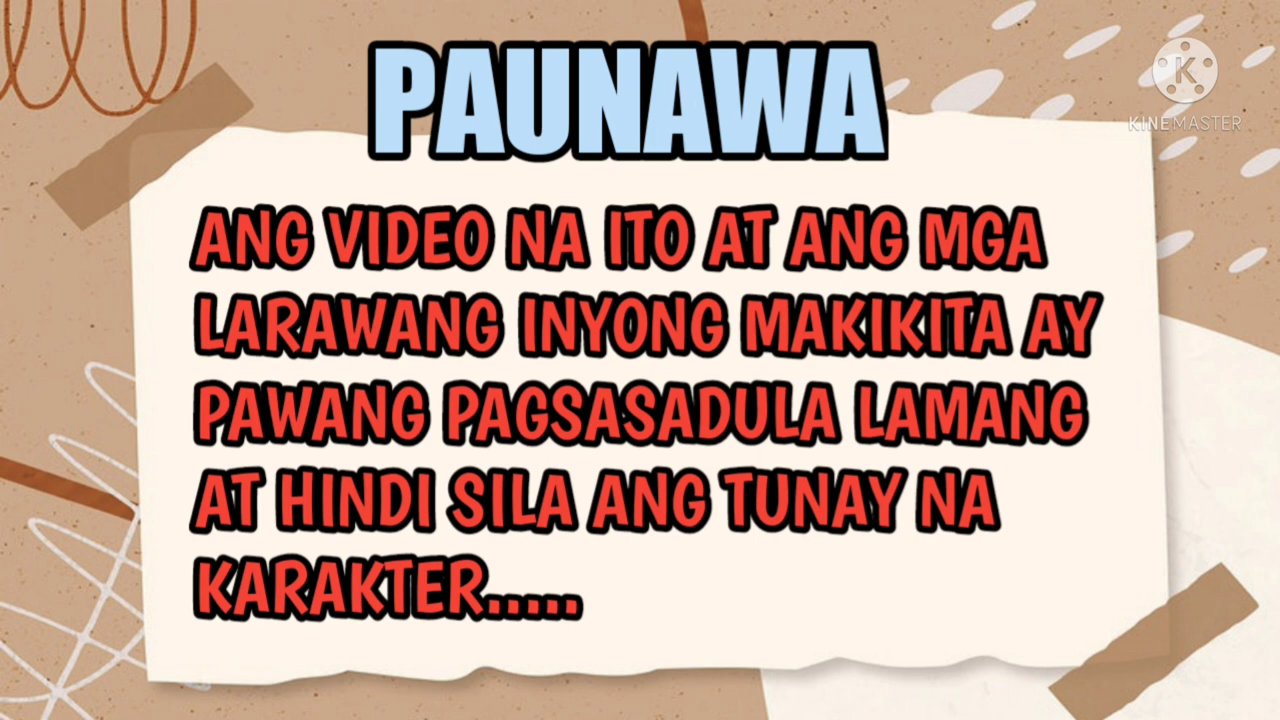 PAUNAWA
KINEMASTER
ANG VIDEO NA ITO AT ANG MGA
LARAWANG INYONG MAKIKITA AY
PAWANG PAGSASADULA LAMANG
AT HINDI SILA ANG TUNAY NA
KARAKTER.....